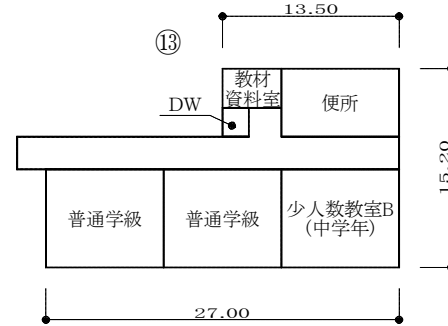 13.50
⑬
教材
資料室
便所
DW
15.20
普通学級
普通学級
少人数教室B
(中学年)
27.00